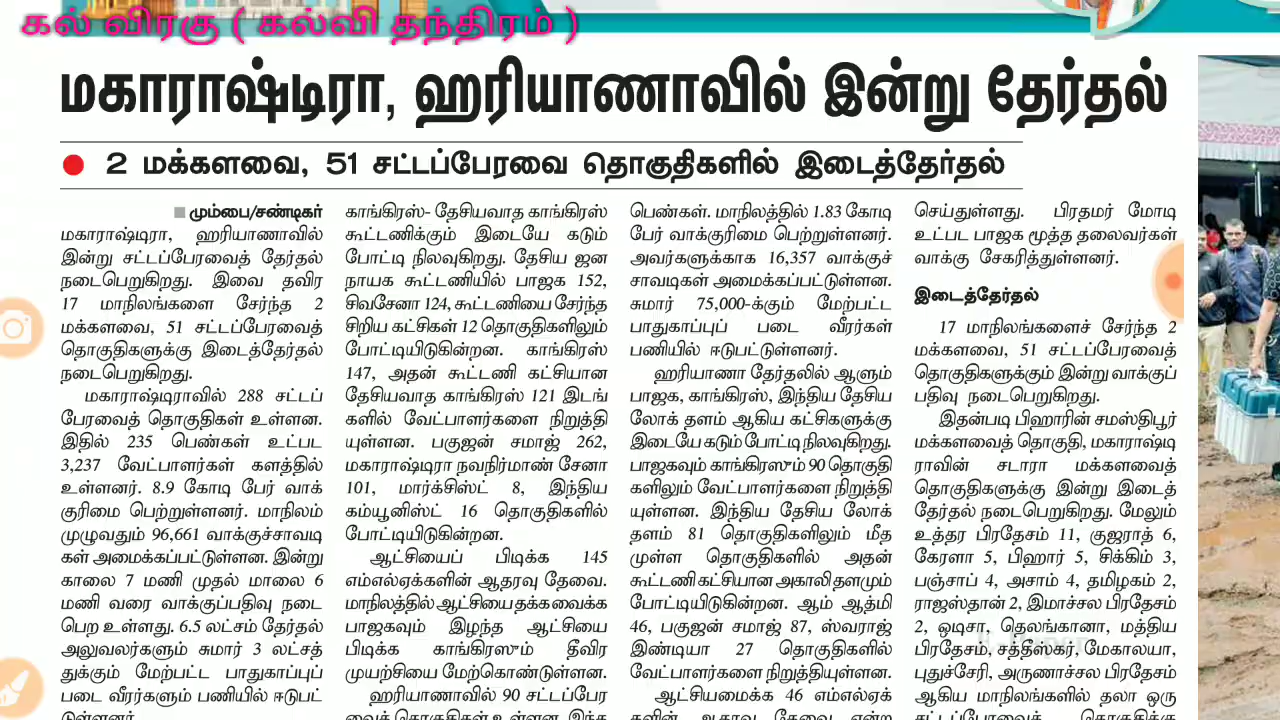 கல் விரகு ( கல்வி தந்திரம் )
மகாராஷ்டிரா, ஹரியாணாவில் இன்று தேர்தல்
2 மக்களவை, 51 சட்டப்பேரவை தொகுதிகளில் இடைத்தேர்தல்
மும்பை/சண்டிகர்
மகாராஷ்டிரா, ஹரியாணாவில்
இன்று சட்டப்பேரவைத் தேர்தல்
நடைபெறுகிறது. இவை தவிர
17 மாநிலங்களை சேர்ந்த 2
மக்களவை, 51 சட்டப்பேரவைத்
தொகுதிகளுக்கு இடைத்தேர்தல்
நடைபெறுகிறது.
மகாராஷ்டிராவில் 288 சட்டப்
பேரவைத் தொகுதிகள் உள்ளன.
இதில் 235 பெண்கள் உட்பட
3,237 வேட்பாளர்கள் களத்தில்
உள்ளனர். 8.9 கோடி பேர் வாக்
குரிமை பெற்றுள்ளனர். மாநிலம்
முழுவதும் 96,661 வாக்குச்சாவடி
கள் அமைக்கப்பட்டுள்ளன. இன்று
காலை 7 மணி முதல் மாலை 6
மணி வரை வாக்குப்பதிவு நடை
பெற உள்ளது. 6.5 லட்சம் தேர்தல்
அலுவலர்களும் சுமார் 3 லட்சத்
துக்கும் மேற்பட்ட பாதுகாப்புப்
படை வீரர்களும் பணியில் ஈடுபட்
டுள்ளனர்.
காங்கிரஸ்- தேசியவாத காங்கிரஸ்
கூட்டணிக்கும் இடையே கடும்
போட்டி நிலவுகிறது. தேசிய ஜன
நாயக கூட்டணியில் பாஜக 152,
சிவசேனா 124, கூட்டணியை சேர்ந்த
சிறிய கட்சிகள் 12 தொகுதிகளிலும்
போட்டியிடுகின்றன. காங்கிரஸ்
147, அதன் கூட்டணி கட்சியான
தேசியவாத காங்கிரஸ் 121 இடங்
களில் வேட்பாளர்களை நிறுத்தி
யுள்ளன. பகுஜன் சமாஜ் 262,
மகாராஷ்டிரா நவநிர்மாண் சேனா
101, மார்க்சிஸ்ட் 8, இந்திய
கம்யூனிஸ்ட் 16 தொகுதிகளில்
போட்டியிடுகின்றன.
ஆட்சியைப் பிடிக்க 145
எம்எல்ஏக்களின் ஆதரவு தேவை.
மாநிலத்தில் ஆட்சியை தக்க வைக்க
பாஜகவும் இழந்த ஆட்சியை
பிடிக்க காங்கிரஸும் தீவிர
முயற்சியை மேற்கொண்டுள்ளன.
ஹரியாணாவில் 90 சட்டப்பேர
வைத் தொகுதிகள் உள்ளன. இந்த
பெண்கள். மாநிலத்தில் 1.83 கோடி
பேர் வாக்குரிமை பெற்றுள்ளனர்.
அவர்களுக்காக 16,357 வாக்குச்
சாவடிகள் அமைக்கப்பட்டுள்ளன.
சுமார் 75,000-க்கும் மேற்பட்ட
பாதுகாப்புப் படை வீரர்கள்
பணியில் ஈடுபட்டுள்ளனர்.
ஹரியாணா தேர்தலில் ஆளும்
பாஜக, காங்கிரஸ், இந்திய தேசிய
லோக் தளம் ஆகிய கட்சிகளுக்கு
இடையே கடும் போட்டி நிலவுகிறது.
பாஜகவும் காங்கிரஸும் 90 தொகுதி
களிலும் வேட்பாளர்களை நிறுத்தி
யுள்ளன. இந்திய தேசிய லோக்
தளம் 81 தொகுதிகளிலும் மீத
முள்ள தொகுதிகளில் அதன்
கூட்டணி கட்சியான அகாலி தளமும்
போட்டியிடுகின்றன. ஆம் ஆத்மி
46, பகுஜன் சமாஜ் 87, ஸ்வராஜ்
இண்டியா 27 தொகுதிகளில்
வேட்பாளர்களை நிறுத்தியுள்ளன.
ஆட்சியமைக்க 46 எம்எல்ஏக்
களின் ஆதரவு தேவை என்ற
செய்துள்ளது. பிரதமர் மோடி
உட்பட பாஜக மூத்த தலைவர்கள்
வாக்கு சேகரித்துள்ளனர்.
இடைத்தேர்தல்
17 மாநிலங்களைச் சேர்ந்த 2
மக்களவை, 51 சட்டப்பேரவைத்
தொகுதிகளுக்கும் இன்று வாக்குப்
பதிவு நடைபெறுகிறது.
இதன்படி பிஹாரின் சமஸ்திபூர்
மக்களவைத் தொகுதி, மகாராஷ்டி
ராவின் சடாரா மக்களவைத்
தொகுதிகளுக்கு இன்று இடைத்
தேர்தல் நடைபெறுகிறது. மேலும்
உத்தர பிரதேசம் 11, குஜராத் 6,
கேரளா 5, பிஹார் 5, சிக்கிம் 3,
பஞ்சாப் 4, அசாம் 4, தமிழகம் 2,
ராஜஸ்தான் 2, இமாச்சல பிரதேசம்
2, ஒடிசா, தெலங்கானா, மத்திய
பிரதேசம், சத்தீஸ்கர், மேகாலயா,
புதுச்சேரி, அருணாச்சல பிரதேசம்
ஆகிய மாநிலங்களில் தலா ஒரு
சட்டப்பேரவைத் தொகுதிக்கு